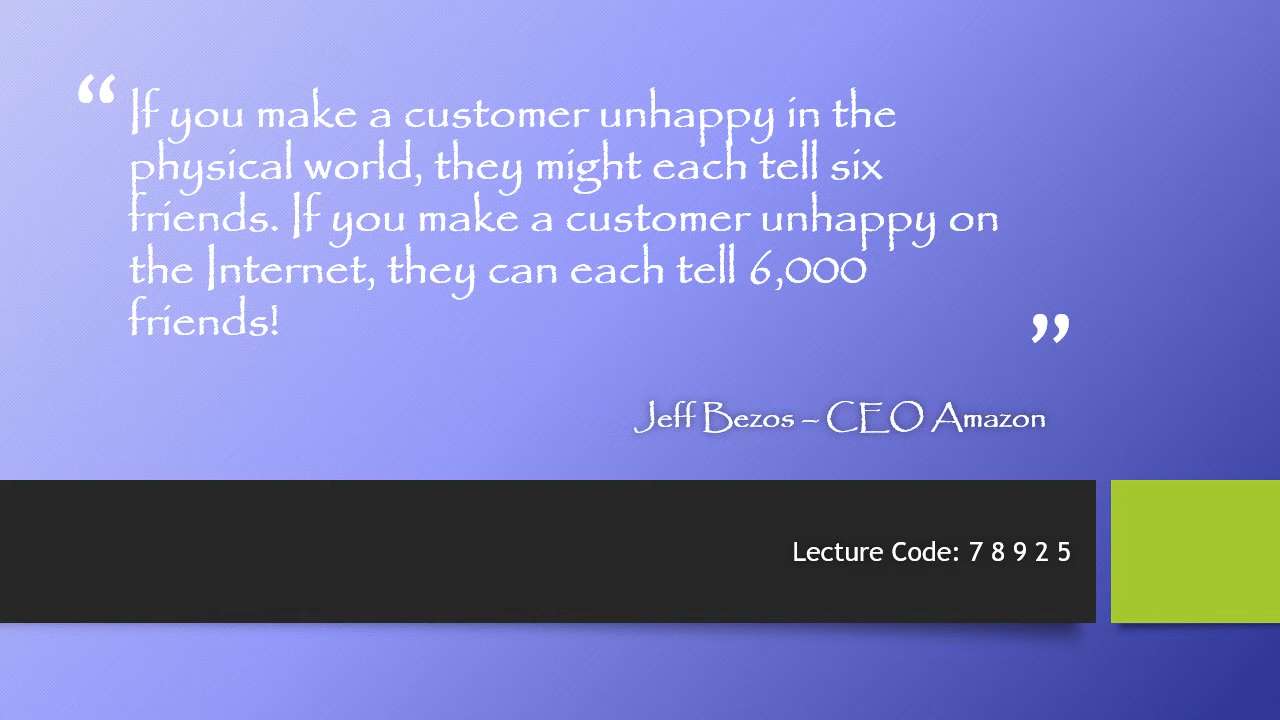 “If you make a customer unhappy in the
physical world, they might each tell six
friends. If you make a customer unhappy on
the Internet, they can each tell 6,000
friends!”
Jeff Bezos – CEO Amazon
Lecture Code: 7 8 9 2 5